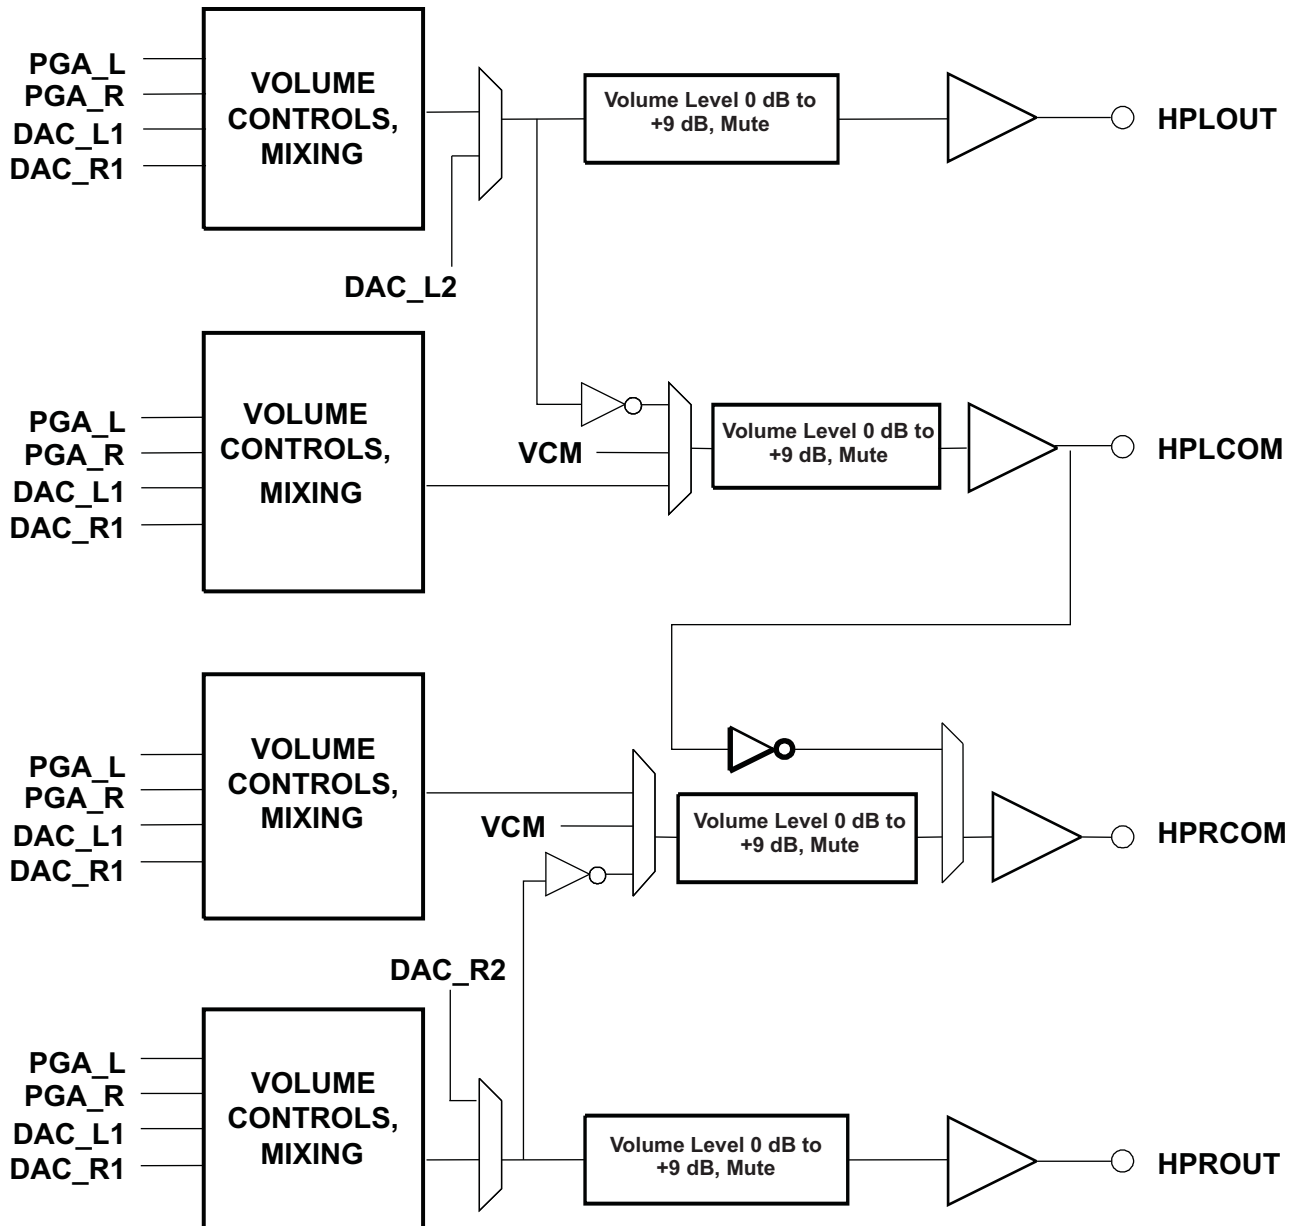 PGA_L
PGA_R
DAC_L1
DAC_R1
VOLUME
CONTROLS,
MIXING
DAC_L2
Volume Level 0 dB to
+9 dB, Mute
HPLOUT
PGA_L
PGA_R
DAC_L1
DAC_R1
VOLUME
CONTROLS,
MIXING
VCM
Volume Level 0 dB to
+9 dB, Mute
HPLCOM
PGA_L
PGA_R
DAC_L1
DAC_R1
VOLUME
CONTROLS,
MIXING
VCM
Volume Level 0 dB to
+9 dB, Mute
HPRCOM
DAC_R2
PGA_L
PGA_R
DAC_L1
DAC_R1
VOLUME
CONTROLS,
MIXING
Volume Level 0 dB to
+9 dB, Mute
HPROUT